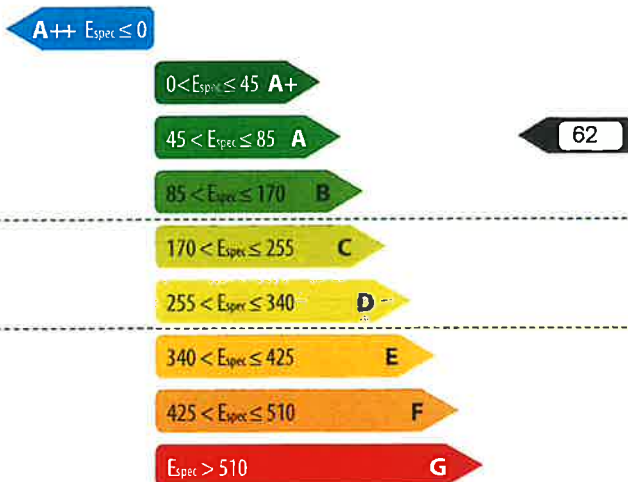 A++ Espec ≤ 0
0 < Espec ≤ 45 A+
45 < Espec ≤ 85 A
62
85 < Espec ≤ 170 B
170 < Espec ≤ 255 C
255 < Espec ≤ 340 D
340 < Espec ≤ 425 E
425 < Espec ≤ 510 F
Espec > 510 G